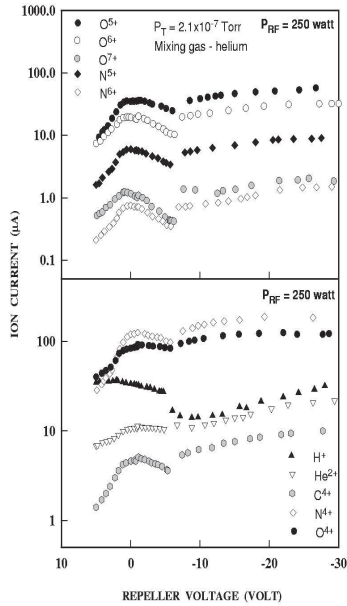 O5+
O6+
O7+
N5+
N6+
PT = 2.1x10-7 Torr
Mixing gas - helium
PRF = 250 watt
1000.0
100.0
10.0
1.0
0.1
ION CURRENT (μA)
PRF = 250 watt
100
10
1
H+
He2+
C4+
N4+
O4+
10
0
-10
-20
-30
REPELLER VOLTAGE (VOLT)